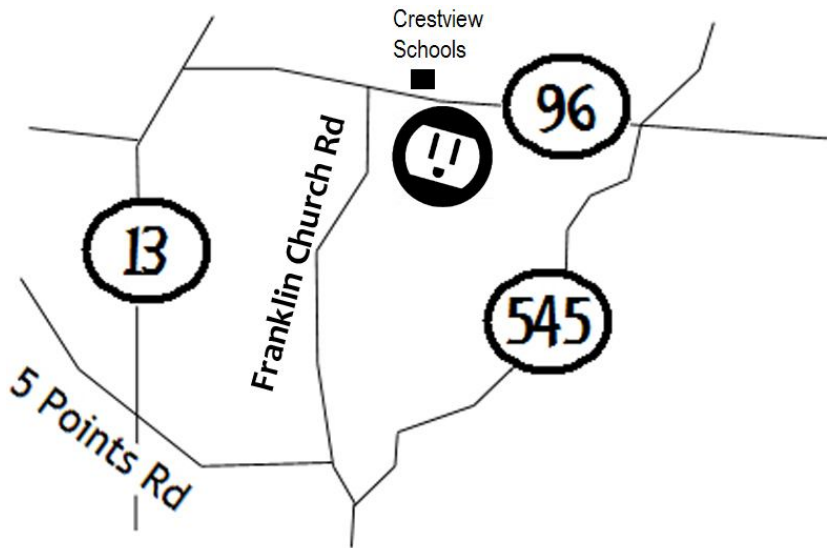 Crestview
Schools
96
Franklin Church Rd
13
545
5 Points Rd